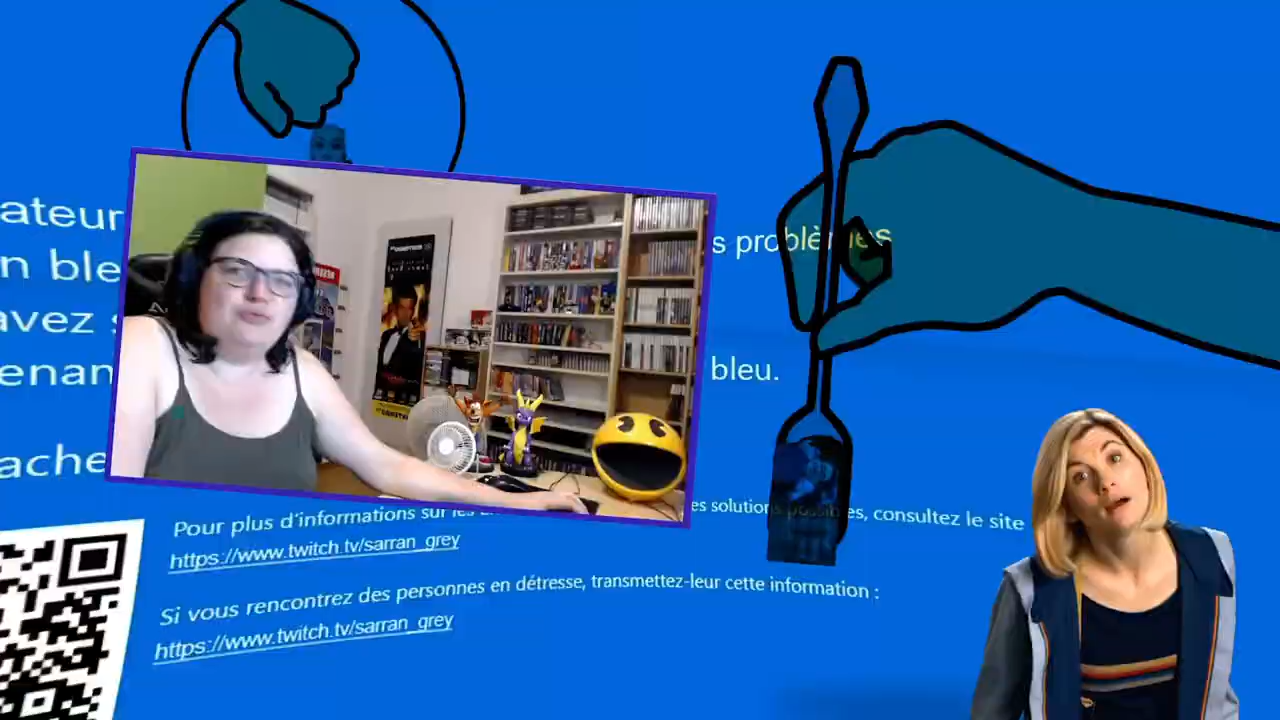 ateur
s problèmes
n ble
avez s
enan
bleu.
ache
Pour plus d'informations sur les
es solutions possibles, consultez le site
https://www.twitch.tv/sarran_grey
Si vous rencontrez des personnes en détresse, transmettez-leur cette information :
https://www.twitch.tv/sarran_grey